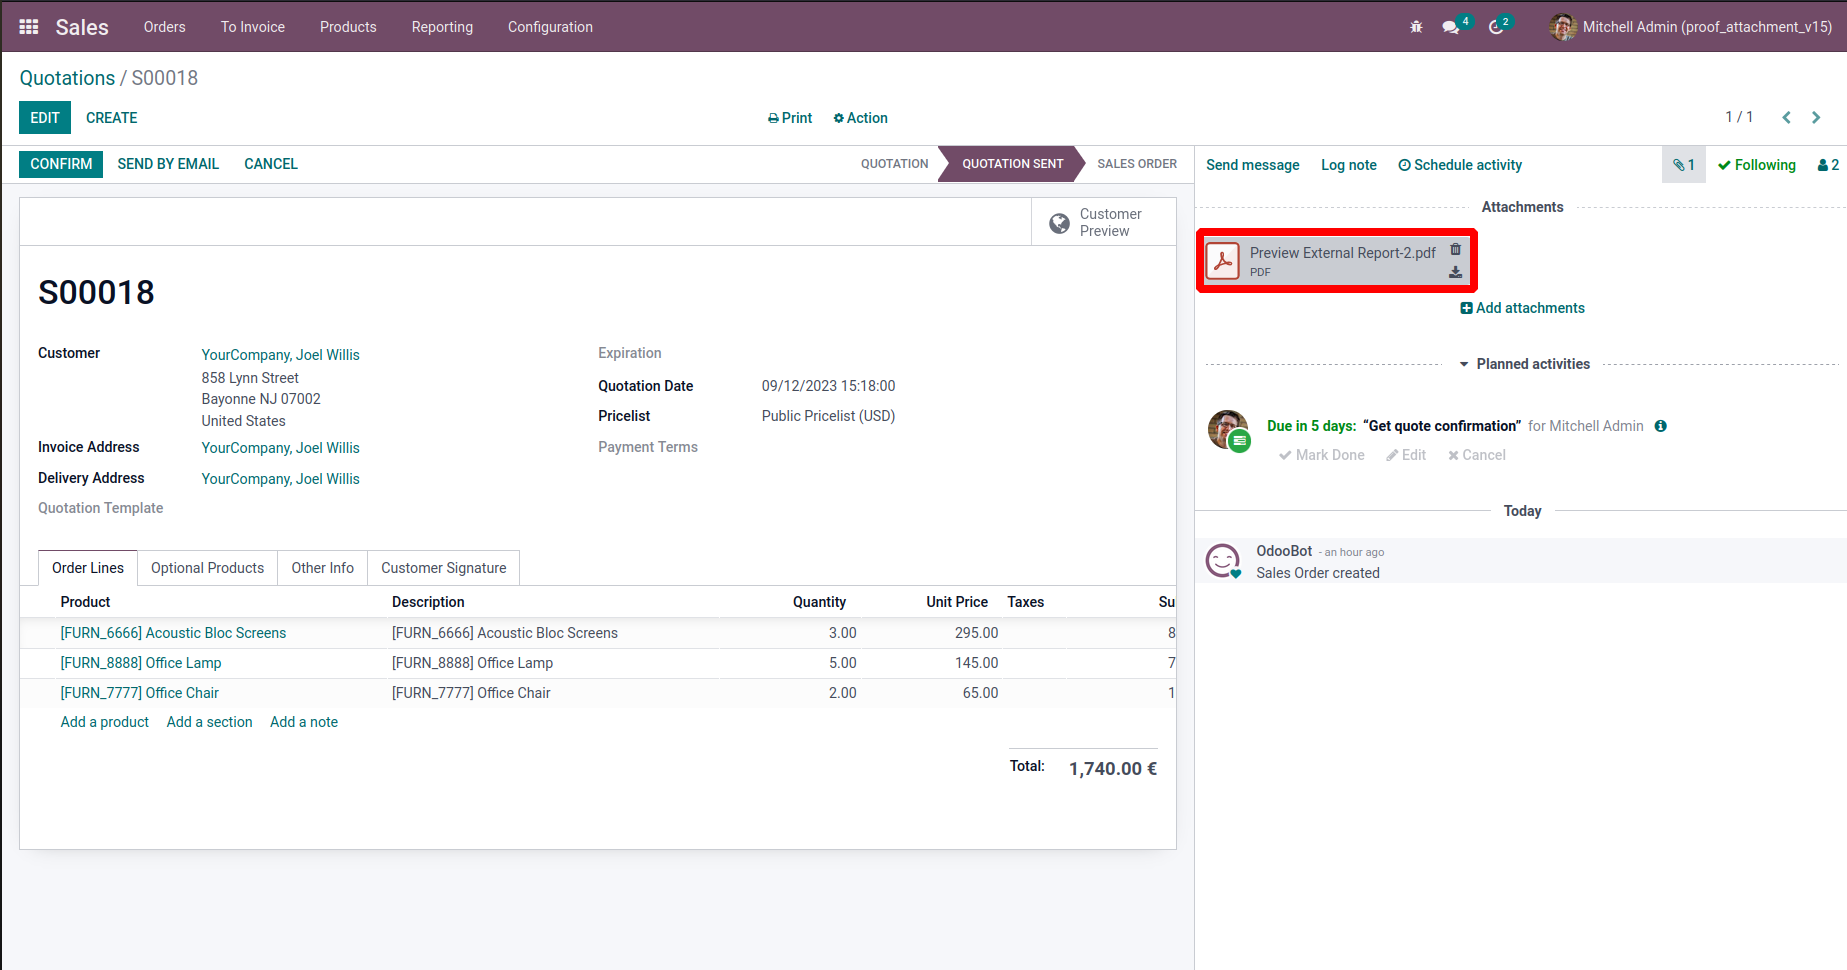 Sales Orders To Invoice Products Reporting Configuration 4 2 Mitchell Admin (proof_attachment_v15)
Quotations / S00018
EDIT CREATE Print Action 1 / 1
CONFIRM SEND BY EMAIL CANCEL QUOTATION QUOTATION SENT SALES ORDER
Customer
Preview
S00018
Customer YourCompany, Joel Willis
858 Lynn Street
Bayonne NJ 07002
United States
Invoice Address YourCompany, Joel Willis
Delivery Address YourCompany, Joel Willis
Quotation Template
Expiration
Quotation Date 09/12/2023 15:18:00
Pricelist Public Pricelist (USD)
Payment Terms
Order Lines Optional Products Other Info Customer Signature
Product Description Quantity Unit Price Taxes Su
[FURN_6666] Acoustic Bloc Screens [FURN_6666] Acoustic Bloc Screens 3.00 295.00 8
[FURN_8888] Office Lamp [FURN_8888] Office Lamp 5.00 145.00 7
[FURN_7777] Office Chair [FURN_7777] Office Chair 2.00 65.00 1
Add a product Add a section Add a note
Total: 1,740.00 €
Send message Log note Schedule activity 1 Following 2
Attachments
Preview External Report-2.pdf
PDF
Add attachments
Planned activities
Due in 5 days: “Get quote confirmation” for Mitchell Admin
Mark Done Edit Cancel
Today
OdooBot - an hour ago
Sales Order created